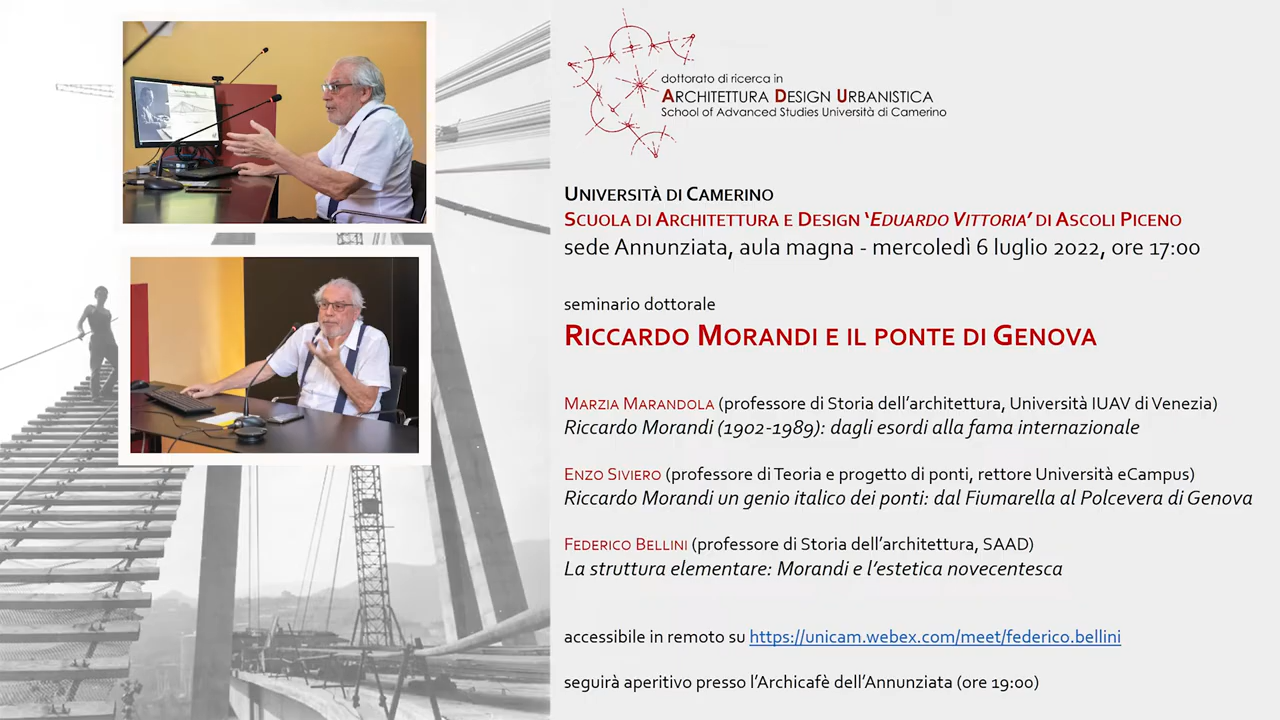 dottorato di ricerca in
ARCHITETTURA DESIGN URBANISTICA
School of Advanced Studies Università di Camerino
UNIVERSITÀ DI CAMERINO
SCUOLA DI ARCHITETTURA E DESIGN 'EDUARDO VITTORIA' DI ASCOLI PICENO
sede Annunziata, aula magna - mercoledì 6 luglio 2022, ore 17:00
seminario dottorale
RICCARDO MORANDI E IL PONTE DI GENOVA
MARZIA MARANDOLA (professore di Storia dell'architettura, Università IUAV di Venezia)
Riccardo Morandi (1902-1989): dagli esordi alla fama internazionale
ENZO SIVIERO (professore di Teoria e progetto di ponti, rettore Università eCampus)
Riccardo Morandi un genio italico dei ponti: dal Fiumarella al Polcevera di Genova
FEDERICO BELLINI (professore di Storia dell'architettura, SAAD)
La struttura elementare: Morandi e l'estetica novecentesca
accessibile in remoto su https://unicam.webex.com/meet/federico.bellini
seguirà aperitivo presso l'Archicafè dell'Annunziata (ore 19:00)